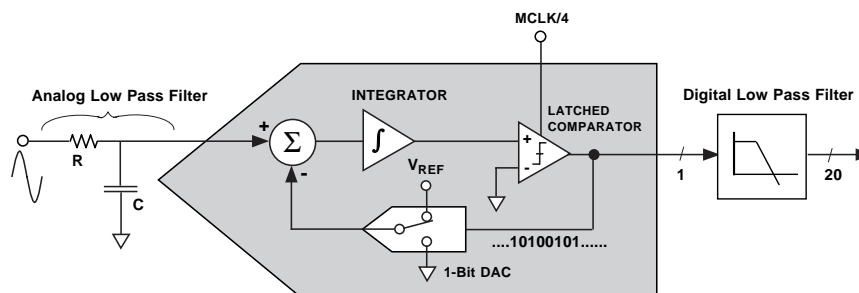 MCLK/4
Analog Low Pass Filter
INTEGRATOR
LATCHED
COMPARATOR
Digital Low Pass Filter
+
Σ
-
∫
+
-
R
C
VREF
1
20
....10100101......
1-Bit DAC